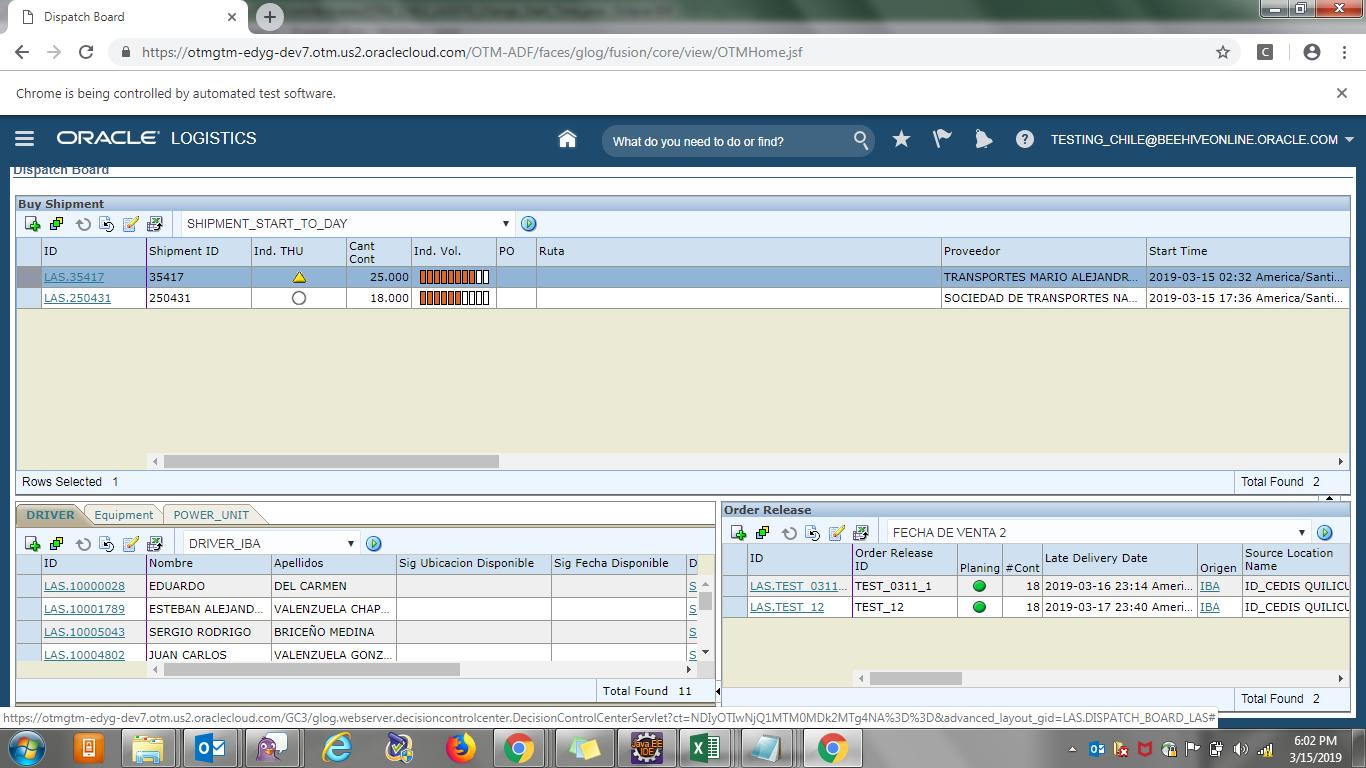 Dispatch Board
https://otmgtm-edyg-dev7.otm.us2.oraclecloud.com/OTM-ADF/faces/glog/fusion/core/view/OTMHome.jsf
C
Chrome is being controlled by automated test software.
ORACLE LOGISTICS What do you need to do or find? TESTING_CHILE@BEEHIVEONLINE.ORACLE.COM
Dispatch Board
Buy Shipment
SHIPMENT_START_TO_DAY
ID Shipment ID Ind. THU Cant Cont Ind. Vol. PO Ruta Proveedor Start Time
LAS.35417 35417 25.000 TRANSPORTES MARIO ALEJANDR... 2019-03-15 02:32 America/Santi...
LAS.250431 250431 18.000 SOCIEDAD DE TRANSPORTES NA... 2019-03-15 17:36 America/Santi...
Rows Selected 1 Total Found 2
DRIVER Equipment POWER_UNIT
DRIVER_IBA
ID Nombre Apellidos Sig Ubicacion Disponible Sig Fecha Disponible D
LAS.10000028 EDUARDO DEL CARMEN S
LAS.10001789 ESTEBAN ALEJAND... VALENZUELA CHAP... S
LAS.10005043 SERGIO RODRIGO BRICEÑO MEDINA S
LAS.10004802 JUAN CARLOS VALENZUELA GONZ... S
Total Found 11
Order Release
FECHA DE VENTA 2
ID Order Release ID Planing #Cont Late Delivery Date Origen Source Location Name
LAS.TEST_0311... TEST_0311_1 18 2019-03-16 23:14 Ameri... IBA ID_CEDIS QUILICU
LAS.TEST_12 TEST_12 18 2019-03-17 23:40 Ameri... IBA ID_CEDIS QUILICU
Total Found 2
https://otmgtm-edyg-dev7.otm.us2.oraclecloud.com/GC3/glog.webserver.decisioncontrolcenter.DecisionControlCenterServlet?ct=NDIyOTIwNjQ1MTM0MDk2MTg4NA%3D%3D&advanced_layout_gid=LAS.DISPATCH_BOARD_LAS#
Java EE
IDE
6:02 PM
3/15/2019